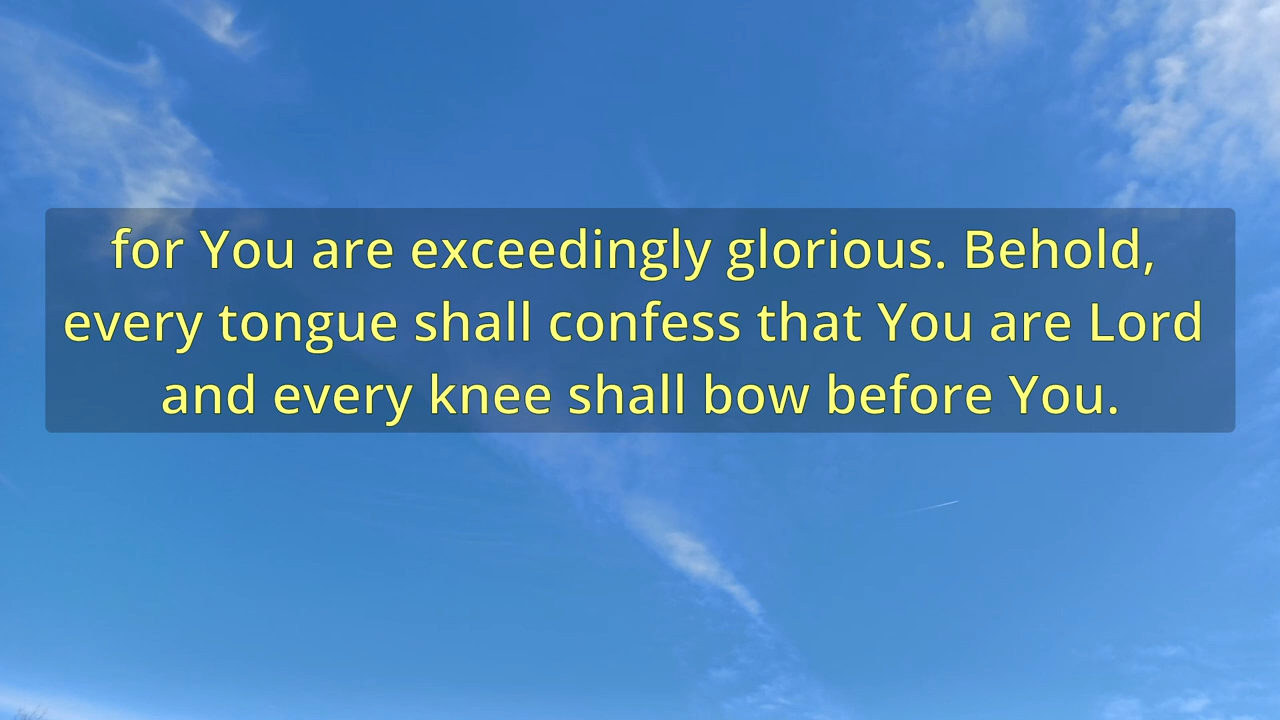 for You are exceedingly glorious. Behold,
every tongue shall confess that You are Lord
and every knee shall bow before You.